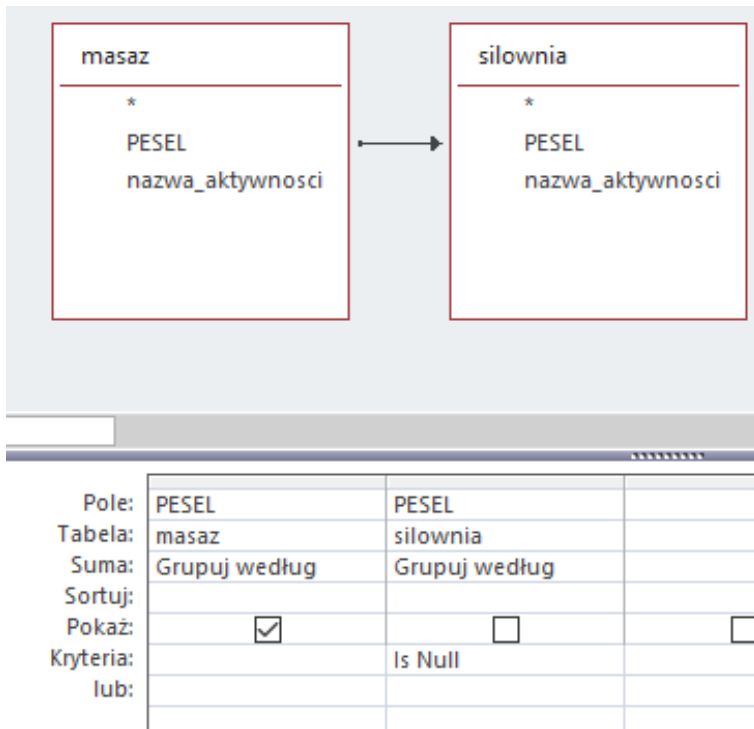 masaz
silownia
*
*
PESEL
PESEL
nazwa_aktywnosci
nazwa_aktywnosci
Pole: PESEL PESEL
Tabela: masaz silownia
Suma: Grupuj według Grupuj według
Sortuj:
Pokaż:
Kryteria: Is Null
lub: